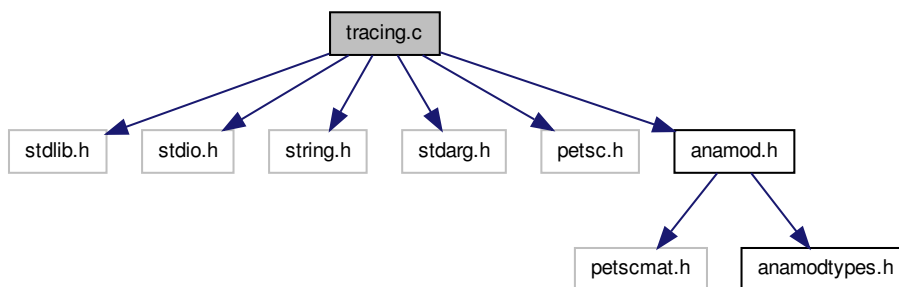 tracing.c
stdlib.h
stdio.h
string.h
stdarg.h
petsc.h
anamod.h
petscmat.h
anamodtypes.h